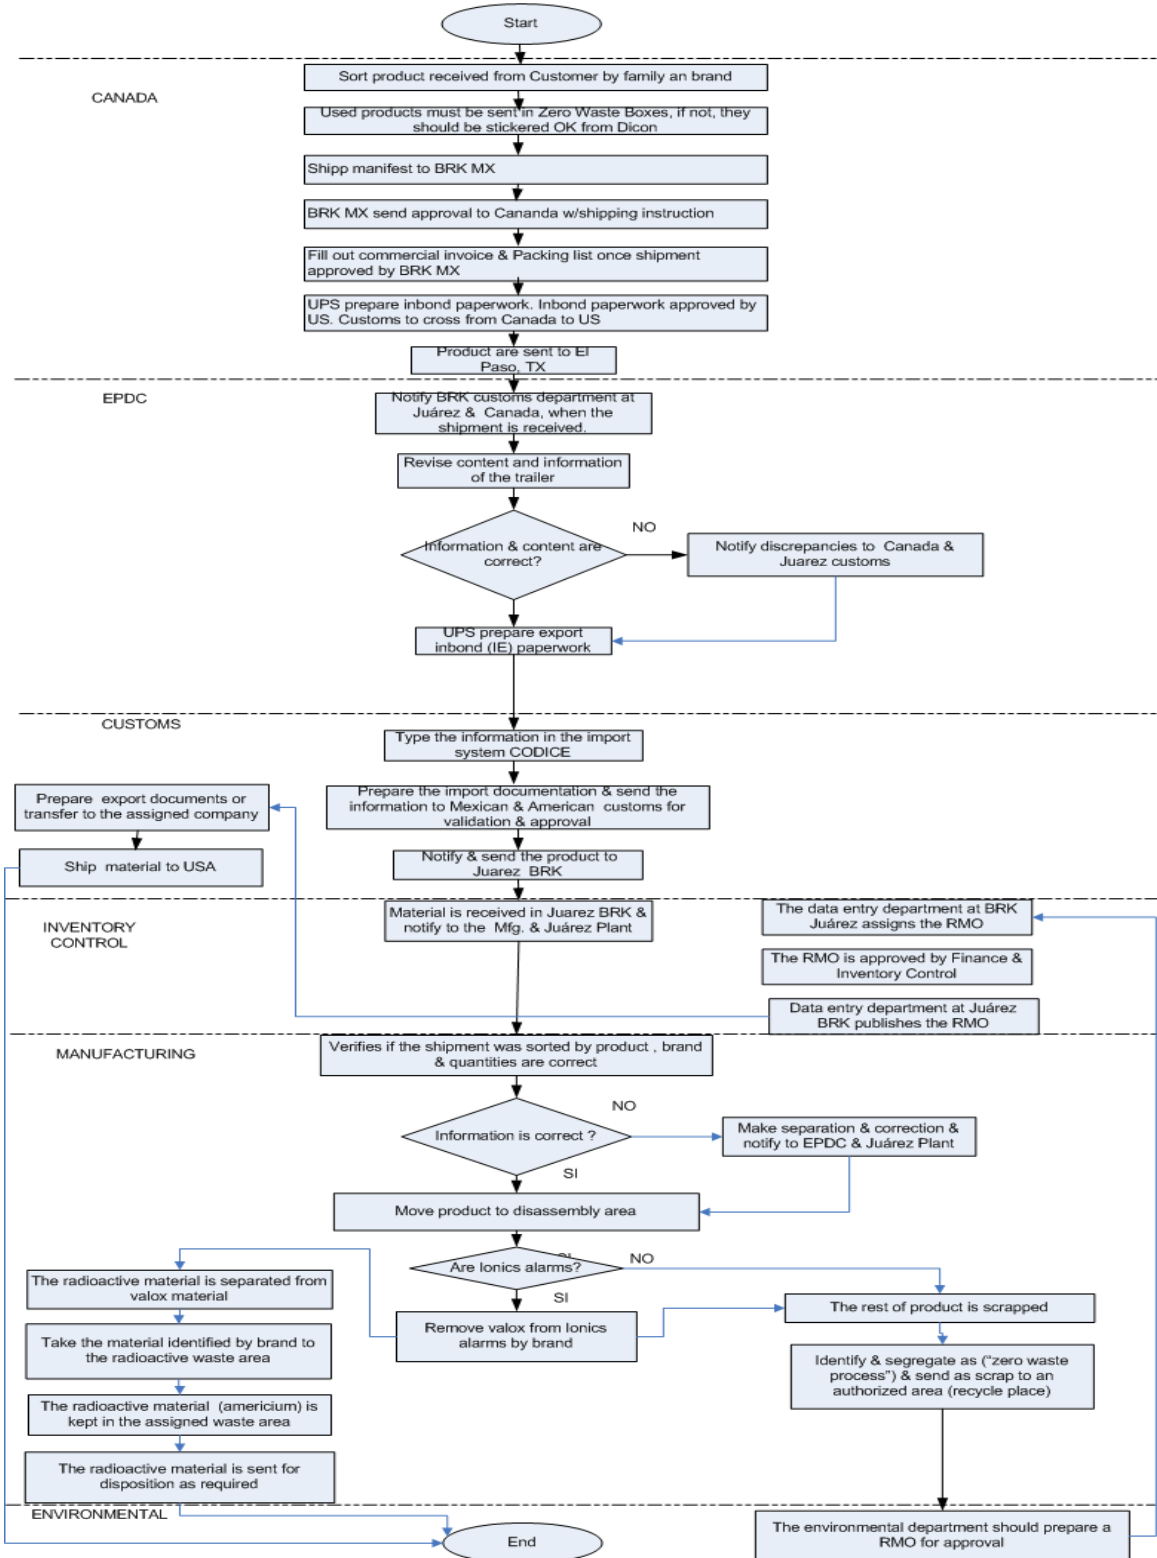 Start
CANADA
Sort product received from Customer by family an brand
Used products must be sent in Zero Waste Boxes, if not, they
should be stickered OK from Dicon
Shipp manifest to BRK MX
BRK MX send approval to Cananda w/shipping instruction
Fill out commercial invoice & Packing list once shipment
approved by BRK MX
UPS prepare inbond paperwork. Inbond paperwork approved by
US. Customs to cross from Canada to US
Product are sent to El
Paso, TX
EPDC
Notify BRK customs department at
Juárez & Canada, when the
shipment is received.
Revise content and information
of the trailer
Information & content are
correct?
NO
Notify discrepancies to Canada &
Juarez customs
UPS prepare export
inbond (IE) paperwork
CUSTOMS
Type the information in the import
system CODICE
Prepare the import documentation & send the
information to Mexican & American customs for
validation & approval
Prepare export documents or
transfer to the assigned company
Notify & send the product to
Juarez BRK
Ship material to USA
INVENTORY
CONTROL
Material is received in Juarez BRK &
notify to the Mfg. & Juárez Plant
The data entry department at BRK
Juárez assigns the RMO
The RMO is approved by Finance &
Inventory Control
Data entry department at Juárez
BRK publishes the RMO
MANUFACTURING
Verifies if the shipment was sorted by product , brand
& quantities are correct
Information is correct ?
NO
Make separation & correction &
notify to EPDC & Juárez Plant
SI
Move product to disassembly area
Are Ionics alarms?
NO
SI
The radioactive material is separated from
valox material
Remove valox from Ionics
alarms by brand
The rest of product is scrapped
Take the material identified by brand to
the radioactive waste area
Identify & segregate as ("zero waste
process") & send as scrap to an
authorized area (recycle place)
The radioactive material (americium) is
kept in the assigned waste area
The radioactive material is sent for
disposition as required
ENVIRONMENTAL
End
The environmental department should prepare a
RMO for approval